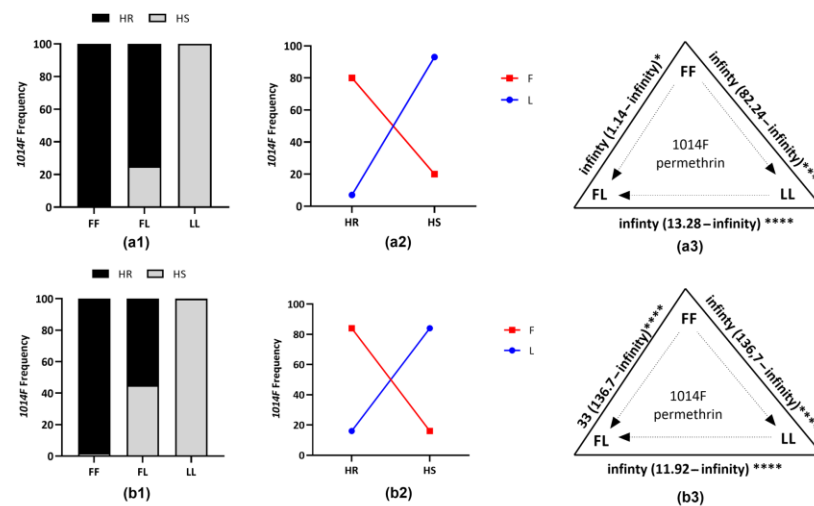 HR HS
100
80
60
40
20
0
1014F Frequency
FF FL LL
(a1)
100
80
60
40
20
0
1014F Frequency
HR HS
F
L
(a2)
infinty (1.14–infinity)*
infinty (82.24–infinity)***
FF
1014F
permethrin
FL LL
infinty (13.28–infinity) ****
(a3)
HR HS
100
80
60
40
20
0
1014F Frequency
FF FL LL
(b1)
100
80
60
40
20
0
1014F Frequency
HR HS
F
L
(b2)
33 (136.7–infinity)****
infinty (136,7–infinity)****
FF
1014F
permethrin
FL LL
infinty (11.92–infinity) ****
(b3)